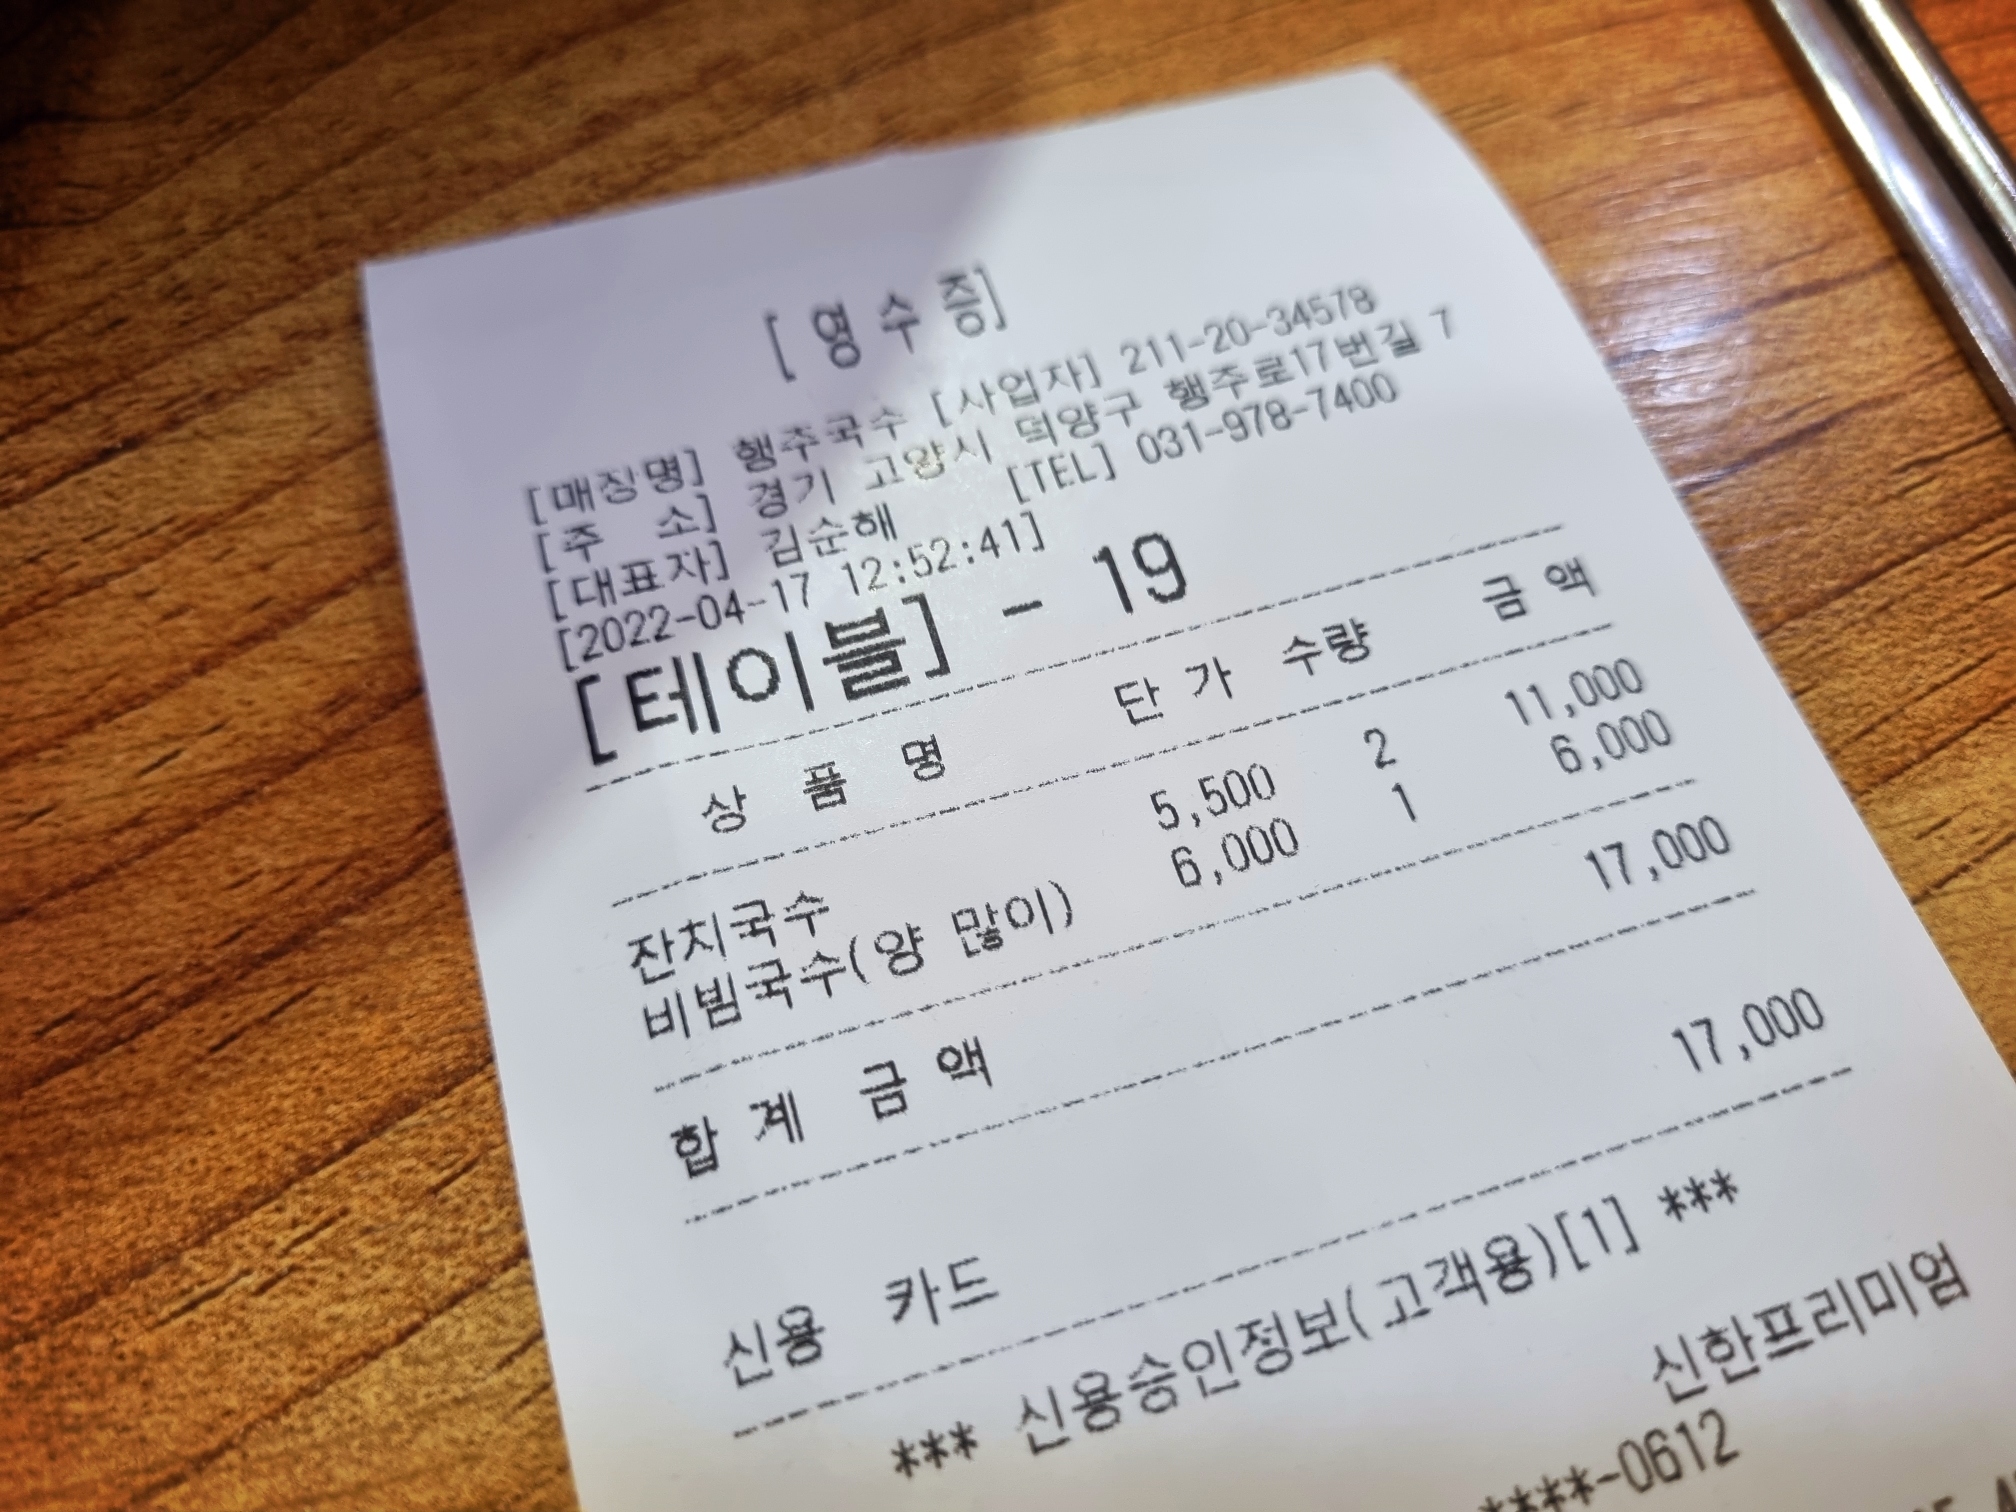 [ 영 수 증]
[매장명] 행주국수 [사업자] 211-20-34578
[주 소] 경기 고양시 덕양구 행주로17번길 7
[대표자] 김순해 [TEL] 031-978-7400
[2022-04-17 12:52:41]
[테이블] - 19
상 품 명 단 가 수량 금 액
잔치국수 5,500 2 11,000
비빔국수(양 많이) 6,000 1 6,000
합 계 금 액 17,000
신용 카드 17,000
*** 신용승인정보(고객용)[1] ***
신한프리미엄
****-0612